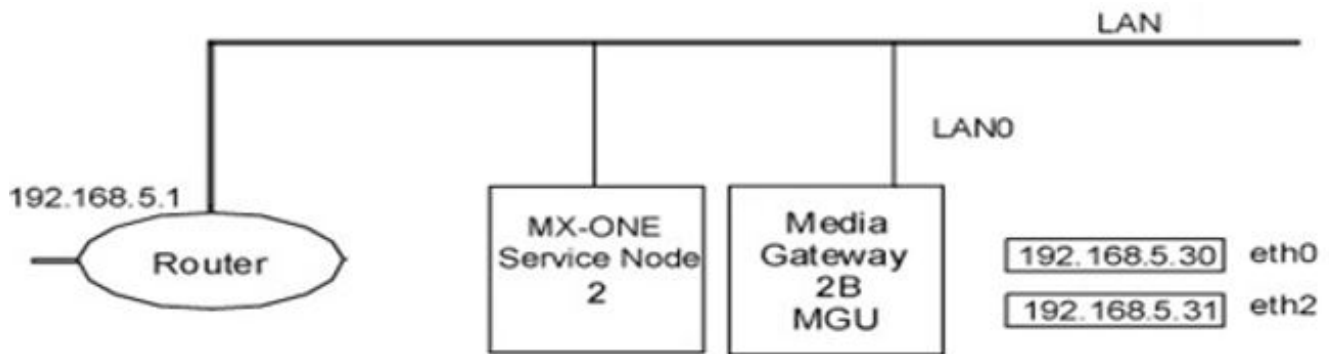 LAN
LAN0
192.168.5.1
Router
MX-ONE
Service Node
2
Media
Gateway
2B
MGU
192.168.5.30 eth0
192.168.5.31 eth2